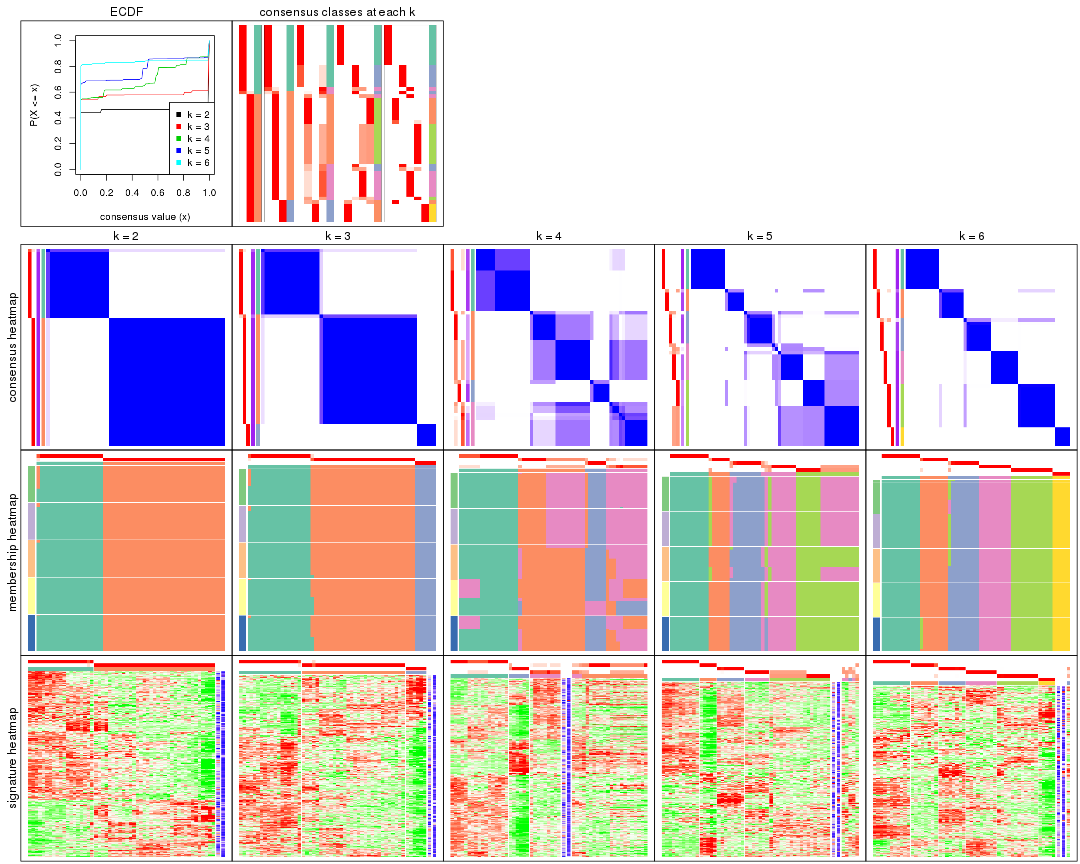 ECDF
consensus classes at each k
P(X <= x)
1.0
0.8
0.6
0.4
0.2
0.0
k = 2
k = 3
k = 4
k = 5
k = 6
0.0 0.2 0.4 0.6 0.8 1.0
consensus value (x)
k = 2
k = 3
k = 4
k = 5
k = 6
consensus heatmap
membership heatmap
signature heatmap